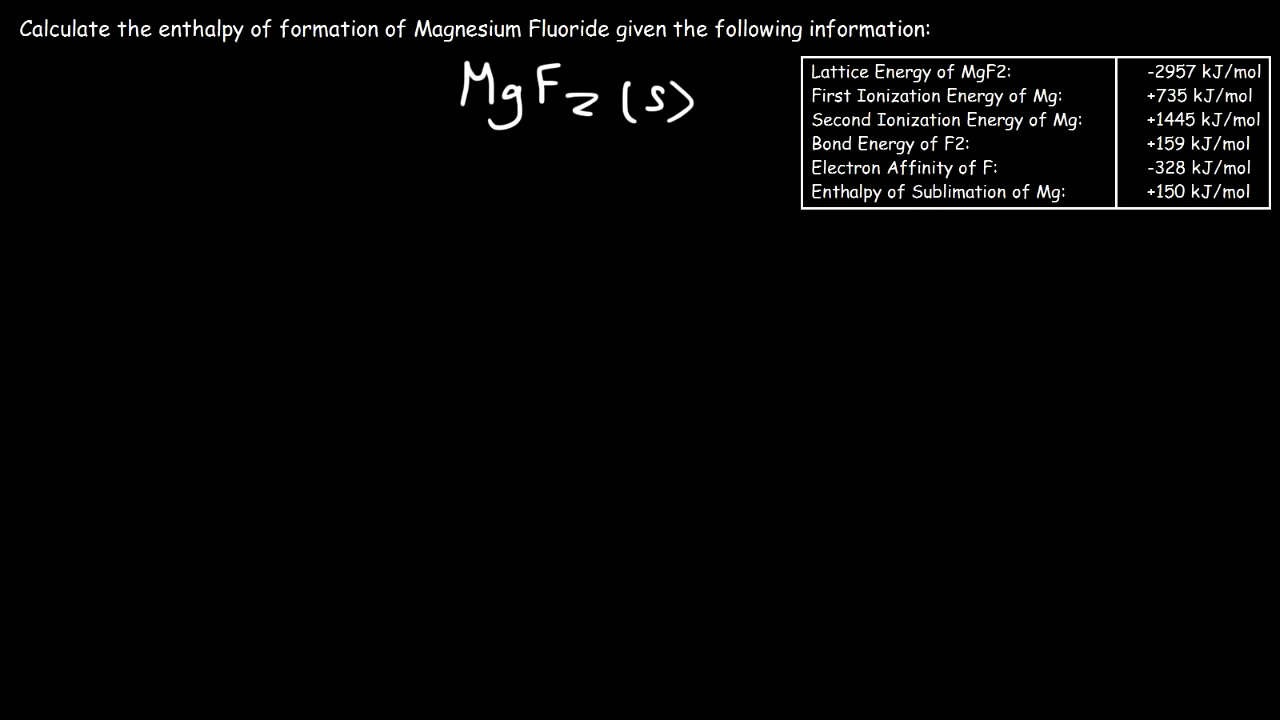 Calculate the enthalpy of formation of Magnesium Fluoride given the following information:
MgF2 (s)
Lattice Energy of MgF2: -2957 kJ/mol
First Ionization Energy of Mg: +735 kJ/mol
Second Ionization Energy of Mg: +1445 kJ/mol
Bond Energy of F2: +159 kJ/mol
Electron Affinity of F: -328 kJ/mol
Enthalpy of Sublimation of Mg: +150 kJ/mol